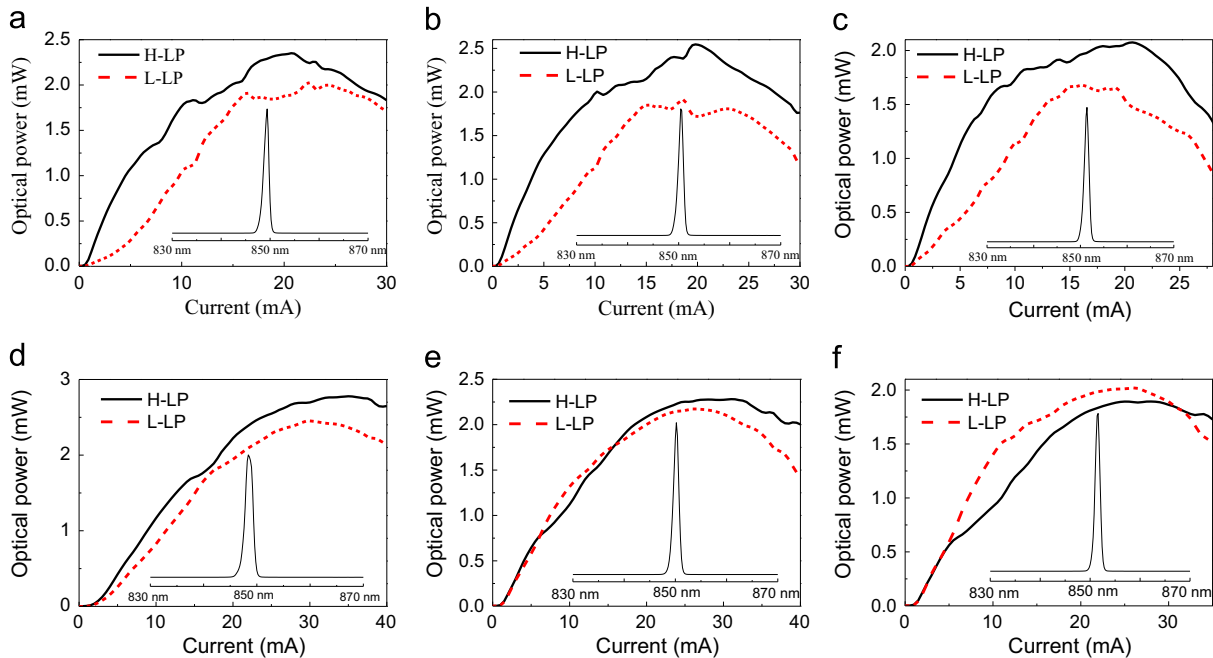 a
H-LP
L-LP
Optical power (mW)
2.5
2.0
1.5
1.0
0.5
0.0
830 nm
850 nm
870 nm
0
10
20
30
Current (mA)
b
H-LP
L-LP
Optical power (mW)
3.0
2.5
2.0
1.5
1.0
0.5
0.0
830 nm
850 nm
870 nm
0
5
10
15
20
25
30
Current (mA)
c
H-LP
L-LP
Optical power (mW)
2.0
1.5
1.0
0.5
0.0
830 nm
850 nm
870 nm
0
5
10
15
20
25
Current (mA)
d
H-LP
L-LP
Optical power (mW)
3
2
1
0
830 nm
850 nm
870 nm
0
10
20
30
40
Current (mA)
e
H-LP
L-LP
Optical power (mW)
2.5
2.0
1.5
1.0
0.5
0.0
830 nm
850 nm
870 nm
0
10
20
30
40
Current (mA)
f
H-LP
L-LP
Optical power (mW)
2.0
1.5
1.0
0.5
0.0
830 nm
850 nm
870 nm
0
10
20
30
Current (mA)